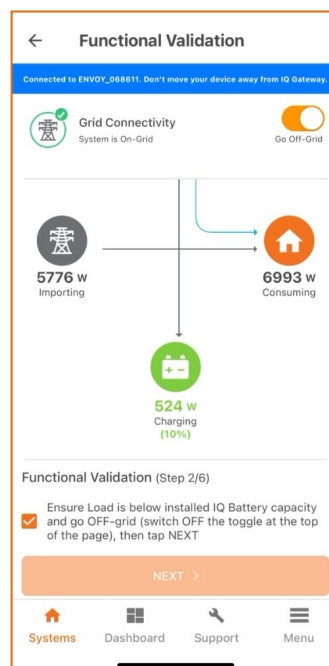 Functional Validation
Connected to ENVOY_068611. Don't move your device away from IQ Gateway.
Grid Connectivity
System is On-Grid
Go Off-Grid
5776 W
Importing
6993 W
Consuming
524 W
Charging
(10%)
Functional Validation (Step 2/6)
Ensure Load is below installed IQ Battery capacity
and go OFF-grid (switch OFF the toggle at the top
of the page), then tap NEXT
NEXT >
Systems
Dashboard
Support
Menu